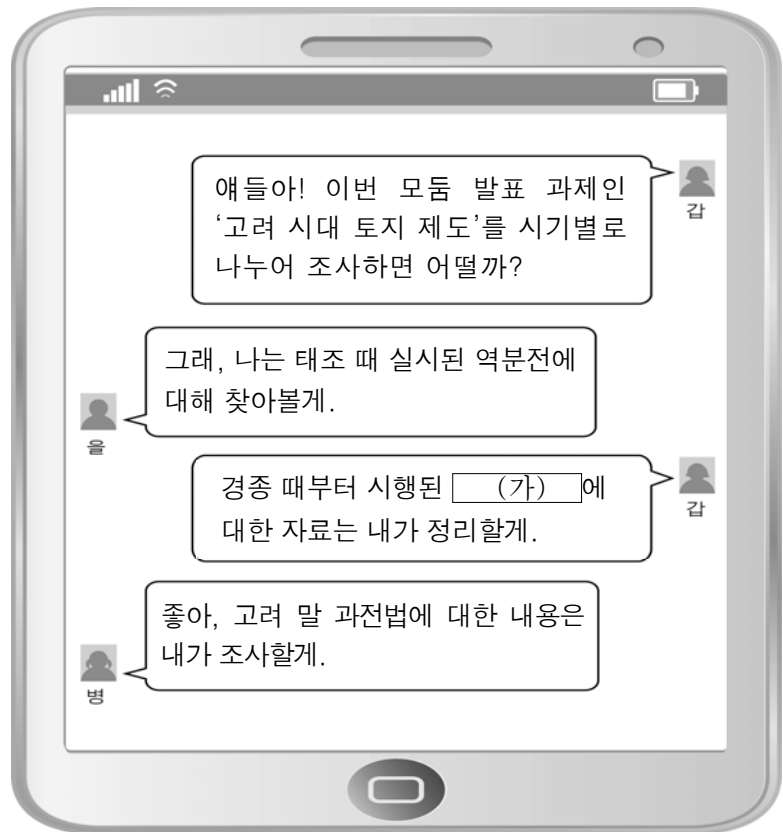 얘들아! 이번 모둠 발표 과제인
‘고려 시대 토지 제도’를 시기별로
나누어 조사하면 어떨까?
갑
그래, 나는 태조 때 실시된 역분전에
대해 찾아볼게.
을
경종 때부터 시행된 (가) 에
대한 자료는 내가 정리할게.
갑
좋아, 고려 말 과전법에 대한 내용은
내가 조사할게.
병